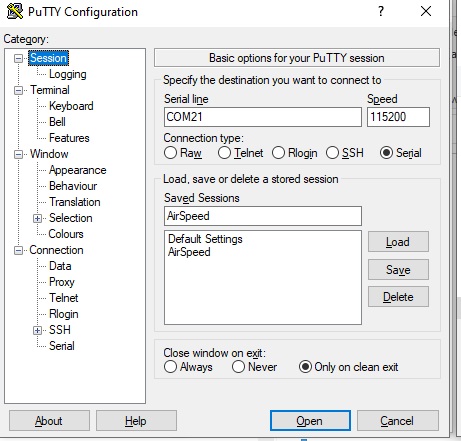 PuTTY Configuration
Category:
Session
Logging
Terminal
Keyboard
Bell
Features
Window
Appearance
Behaviour
Translation
Selection
Colours
Connection
Data
Proxy
Telnet
Rlogin
SSH
Serial
Basic options for your PuTTY session
Specify the destination you want to connect to
Serial line Speed
COM21 115200
Connection type:
Raw Telnet Rlogin SSH Serial
Load, save or delete a stored session
Saved Sessions
AirSpeed
Default Settings
AirSpeed
Load
Save
Delete
Close window on exit:
Always Never Only on clean exit
About Help Open Cancel